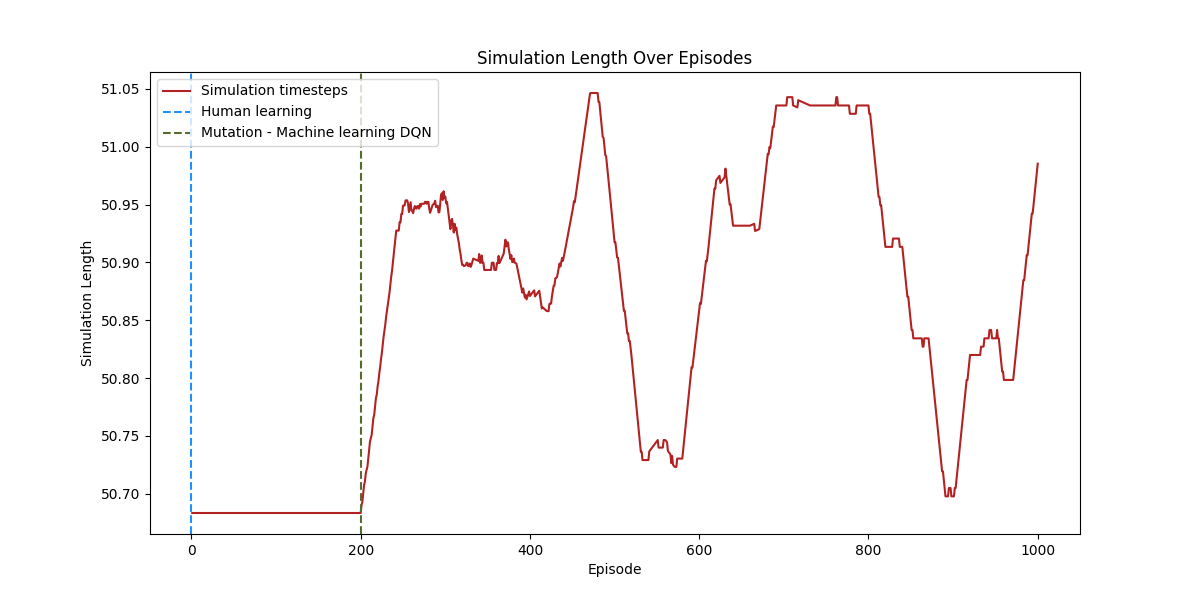 Simulation Length Over Episodes
Simulation timesteps
Human learning
Mutation - Machine learning DQN
Simulation Length
51.05
51.00
50.95
50.90
50.85
50.80
50.75
50.70
0 200 400 600 800 1000
Episode